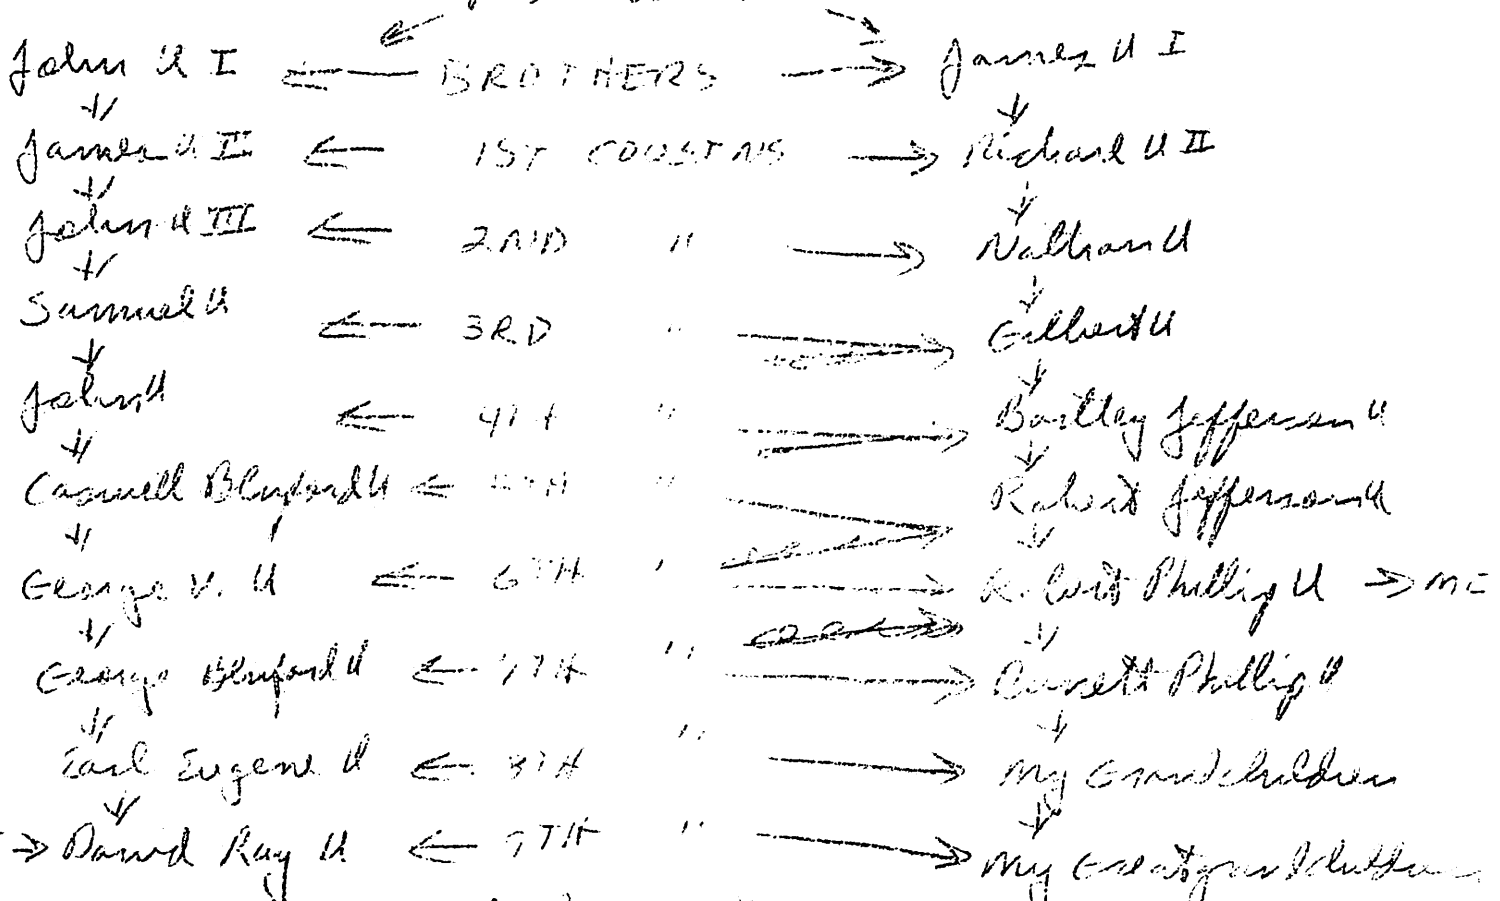 John U I ← BROTHERS → James U I
James U II ← 1ST COUSINS → Richard U II
John U III ← 2ND " → Nathan U
Samuel U ← 3RD " → Gilbert U
John U ← 4TH " → Bartley Jefferson U
Caswell Bluford U ← " → Robert Jefferson U
George V. U ← 6TH " → Robert Phillip U → ME
George Bluford U ← 7TH " → Phillip U
Earl Eugene U ← 8TH " → My Grandchildren
→ David Ray U ← 9TH " → My Great grandchildren